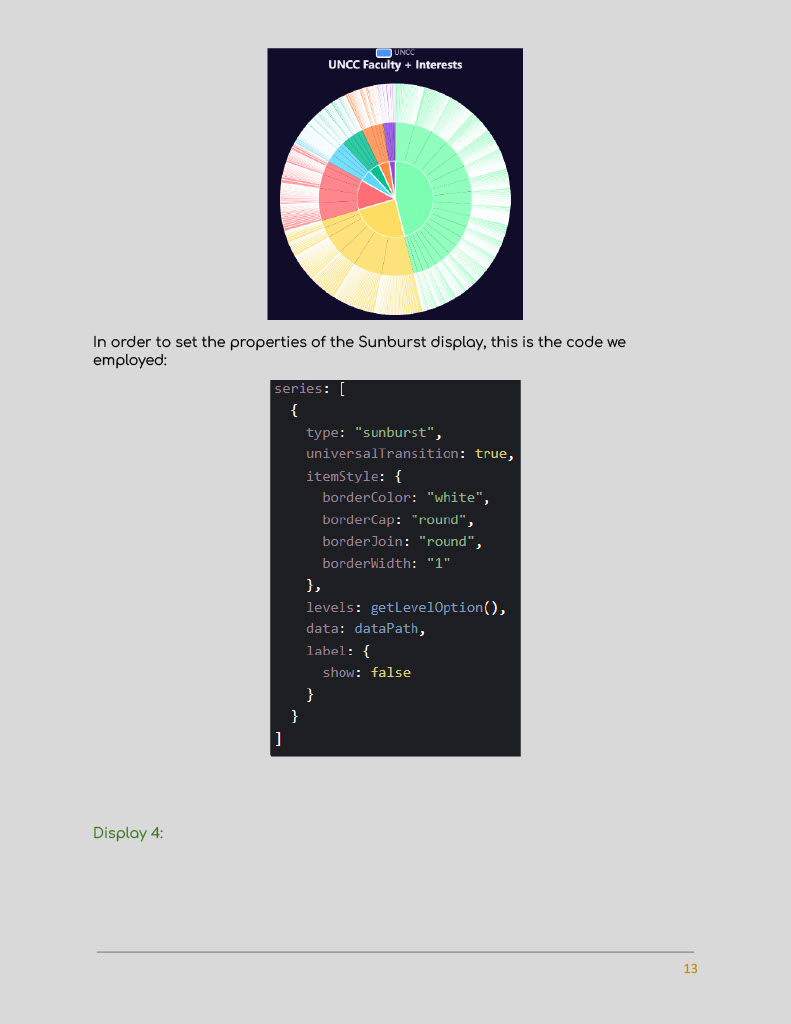 UNCC
UNCC Faculty + Interests
In order to set the properties of the Sunburst display, this is the code we
employed:
series: [
  {
    type: "sunburst",
    universalTransition: true,
    itemStyle: {
      borderColor: "white",
      borderCap: "round",
      borderJoin: "round",
      borderWidth: "1"
    },
    levels: getLevelOption(),
    data: dataPath,
    label: {
      show: false
    }
  }
]
Display 4:
13